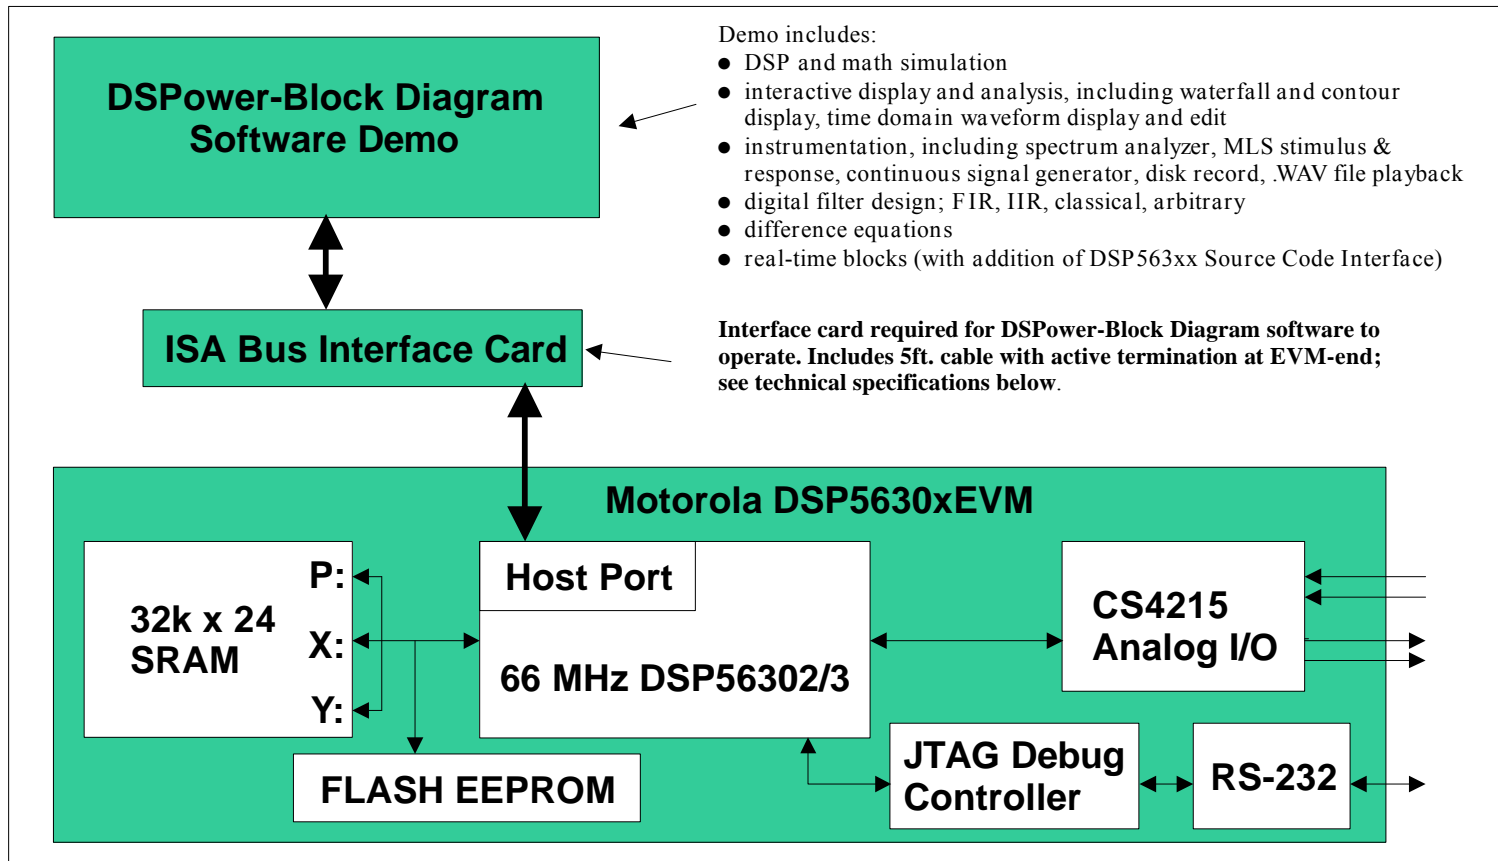 DSPower-Block Diagram
Software Demo
Demo includes:
● DSP and math simulation
● interactive display and analysis, including waterfall and contour
display, time domain waveform display and edit
● instrumentation, including spectrum analyzer, MLS stimulus &
response, continuous signal generator, disk record, .WAV file playback
● digital filter design; FIR, IIR, classical, arbitrary
● difference equations
● real-time blocks (with addition of DSP563xx Source Code Interface)
ISA Bus Interface Card
Interface card required for DSPower-Block Diagram software to
operate. Includes 5ft. cable with active termination at EVM-end;
see technical specifications below.
Motorola DSP5630xEVM
32k x 24
SRAM
P:
X:
Y:
Host Port
66 MHz DSP56302/3
CS4215
Analog I/O
FLASH EEPROM
JTAG Debug
Controller
RS-232